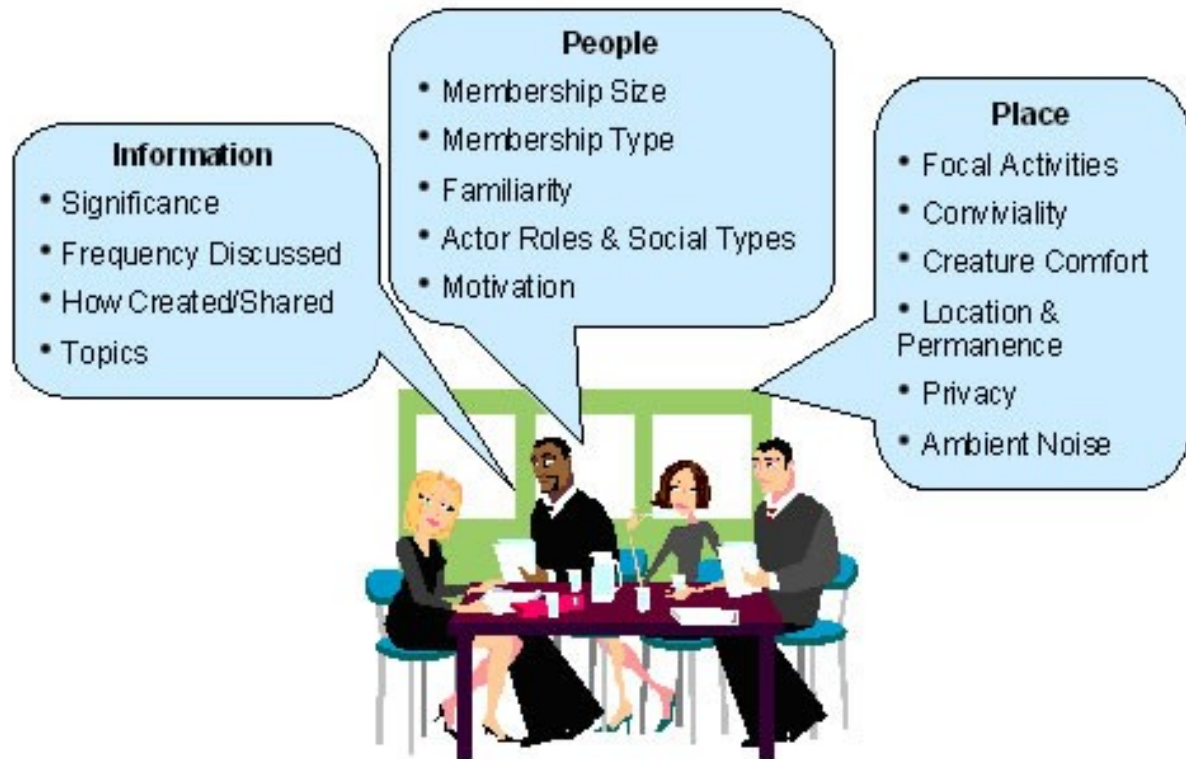 People
• Membership Size
• Membership Type
• Familiarity
• Actor Roles & Social Types
• Motivation
Information
• Significance
• Frequency Discussed
• How Created/Shared
• Topics
Place
• Focal Activities
• Conviviality
• Creature Comfort
• Location &
Permanence
• Privacy
• Ambient Noise